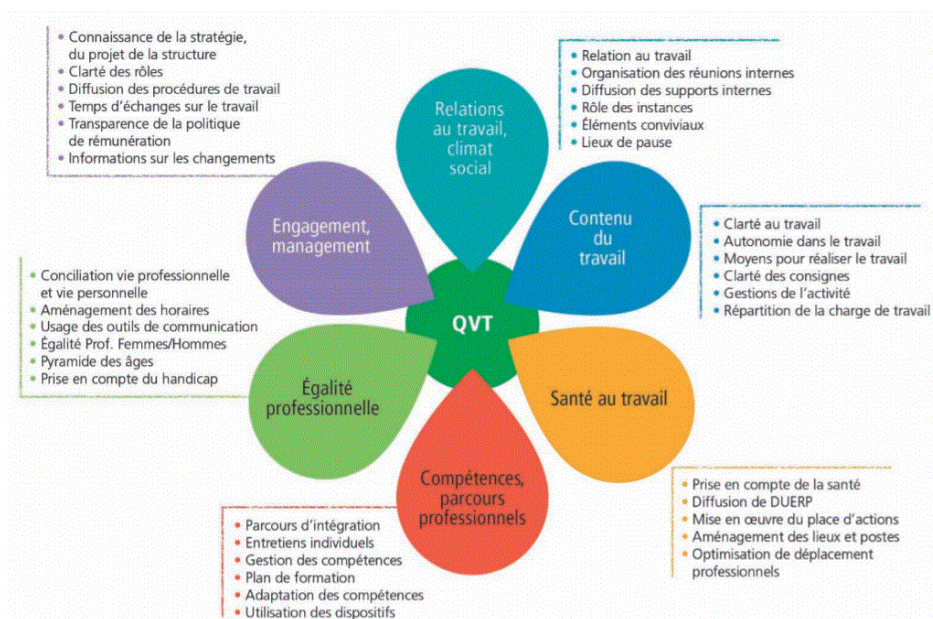 • Connaissance de la stratégie,
du projet de la structure
• Clarté des rôles
• Diffusion des procédures de travail
• Temps d'échanges sur le travail
• Transparence de la politique
de rémunération
• Informations sur les changements
Relations
au travail,
climat
social
• Relation au travail
• Organisation des réunions internes
• Diffusion des supports internes
• Rôle des instances
• Éléments conviviaux
• Lieux de pause
Engagement,
management
Contenu
du
travail
• Clarté au travail
• Autonomie dans le travail
• Moyens pour réaliser le travail
• Clarté des consignes
• Gestions de l'activité
• Répartition de la charge de travail
• Conciliation vie professionnelle
et vie personnelle
• Aménagement des horaires
• Usage des outils de communication
• Égalité Prof. Femmes/Hommes
• Pyramide des âges
• Prise en compte du handicap
QVT
Égalité
professionnelle
Santé au travail
Compétences,
parcours
professionnels
• Prise en compte de la santé
• Diffusion de DUERP
• Mise en œuvre du place d'actions
• Aménagement des lieux et postes
• Optimisation de déplacement
professionnels
• Parcours d'intégration
• Entretiens individuels
• Gestion des compétences
• Plan de formation
• Adaptation des compétences
• Utilisation des dispositifs